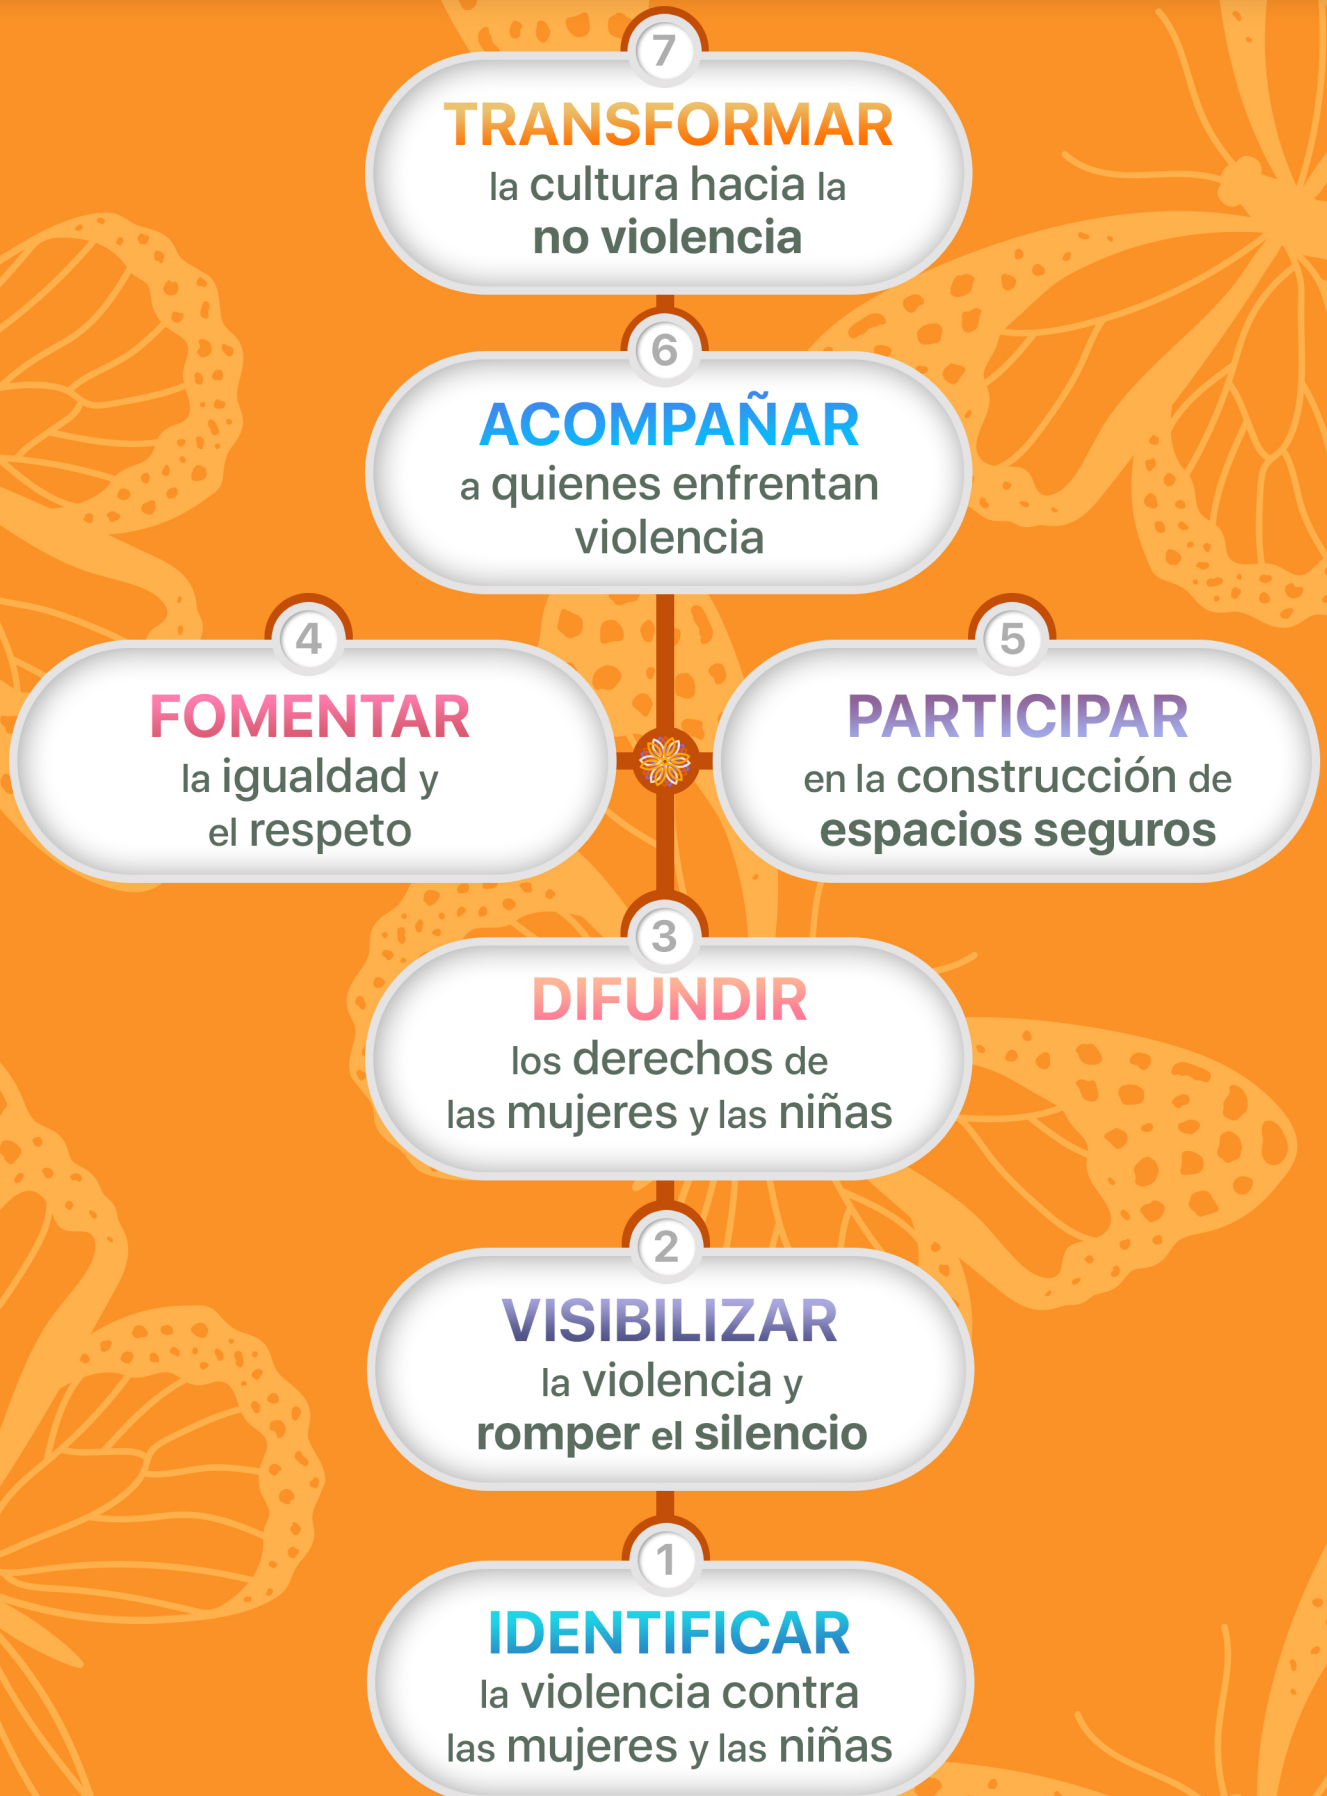 7
TRANSFORMAR
la cultura hacia la
no violencia
6
ACOMPAÑAR
a quienes enfrentan
violencia
4
FOMENTAR
la igualdad y
el respeto
5
PARTICIPAR
en la construcción de
espacios seguros
3
DIFUNDIR
los derechos de
las mujeres y las niñas
2
VISIBILIZAR
la violencia y
romper el silencio
1
IDENTIFICAR
la violencia contra
las mujeres y las niñas